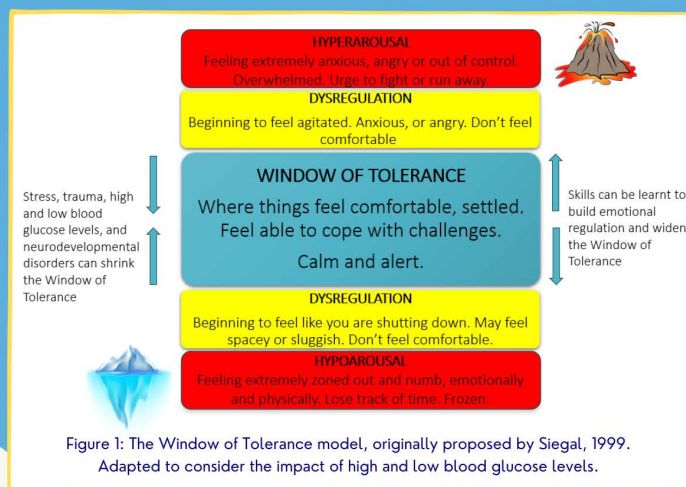 HYPERAROUSAL
Feeling extremely anxious, angry or out of control.
Overwhelmed. Urge to fight or run away.
DYSREGULATION
Beginning to feel agitated. Anxious, or angry. Don't feel
comfortable
Stress, trauma, high
and low blood
glucose levels, and
neurodevelopmental
disorders can shrink
the Window of
Tolerance
WINDOW OF TOLERANCE
Where things feel comfortable, settled.
Feel able to cope with challenges.
Calm and alert.
Skills can be learnt to
build emotional
regulation and widen
the Window of
Tolerance
DYSREGULATION
Beginning to feel like you are shutting down. May feel
spacey or sluggish. Don't feel comfortable.
HYPOAROUSAL
Feeling extremely zoned out and numb, emotionally
and physically. Lose track of time. Frozen.
Figure 1: The Window of Tolerance model, originally proposed by Siegal, 1999.
Adapted to consider the impact of high and low blood glucose levels.